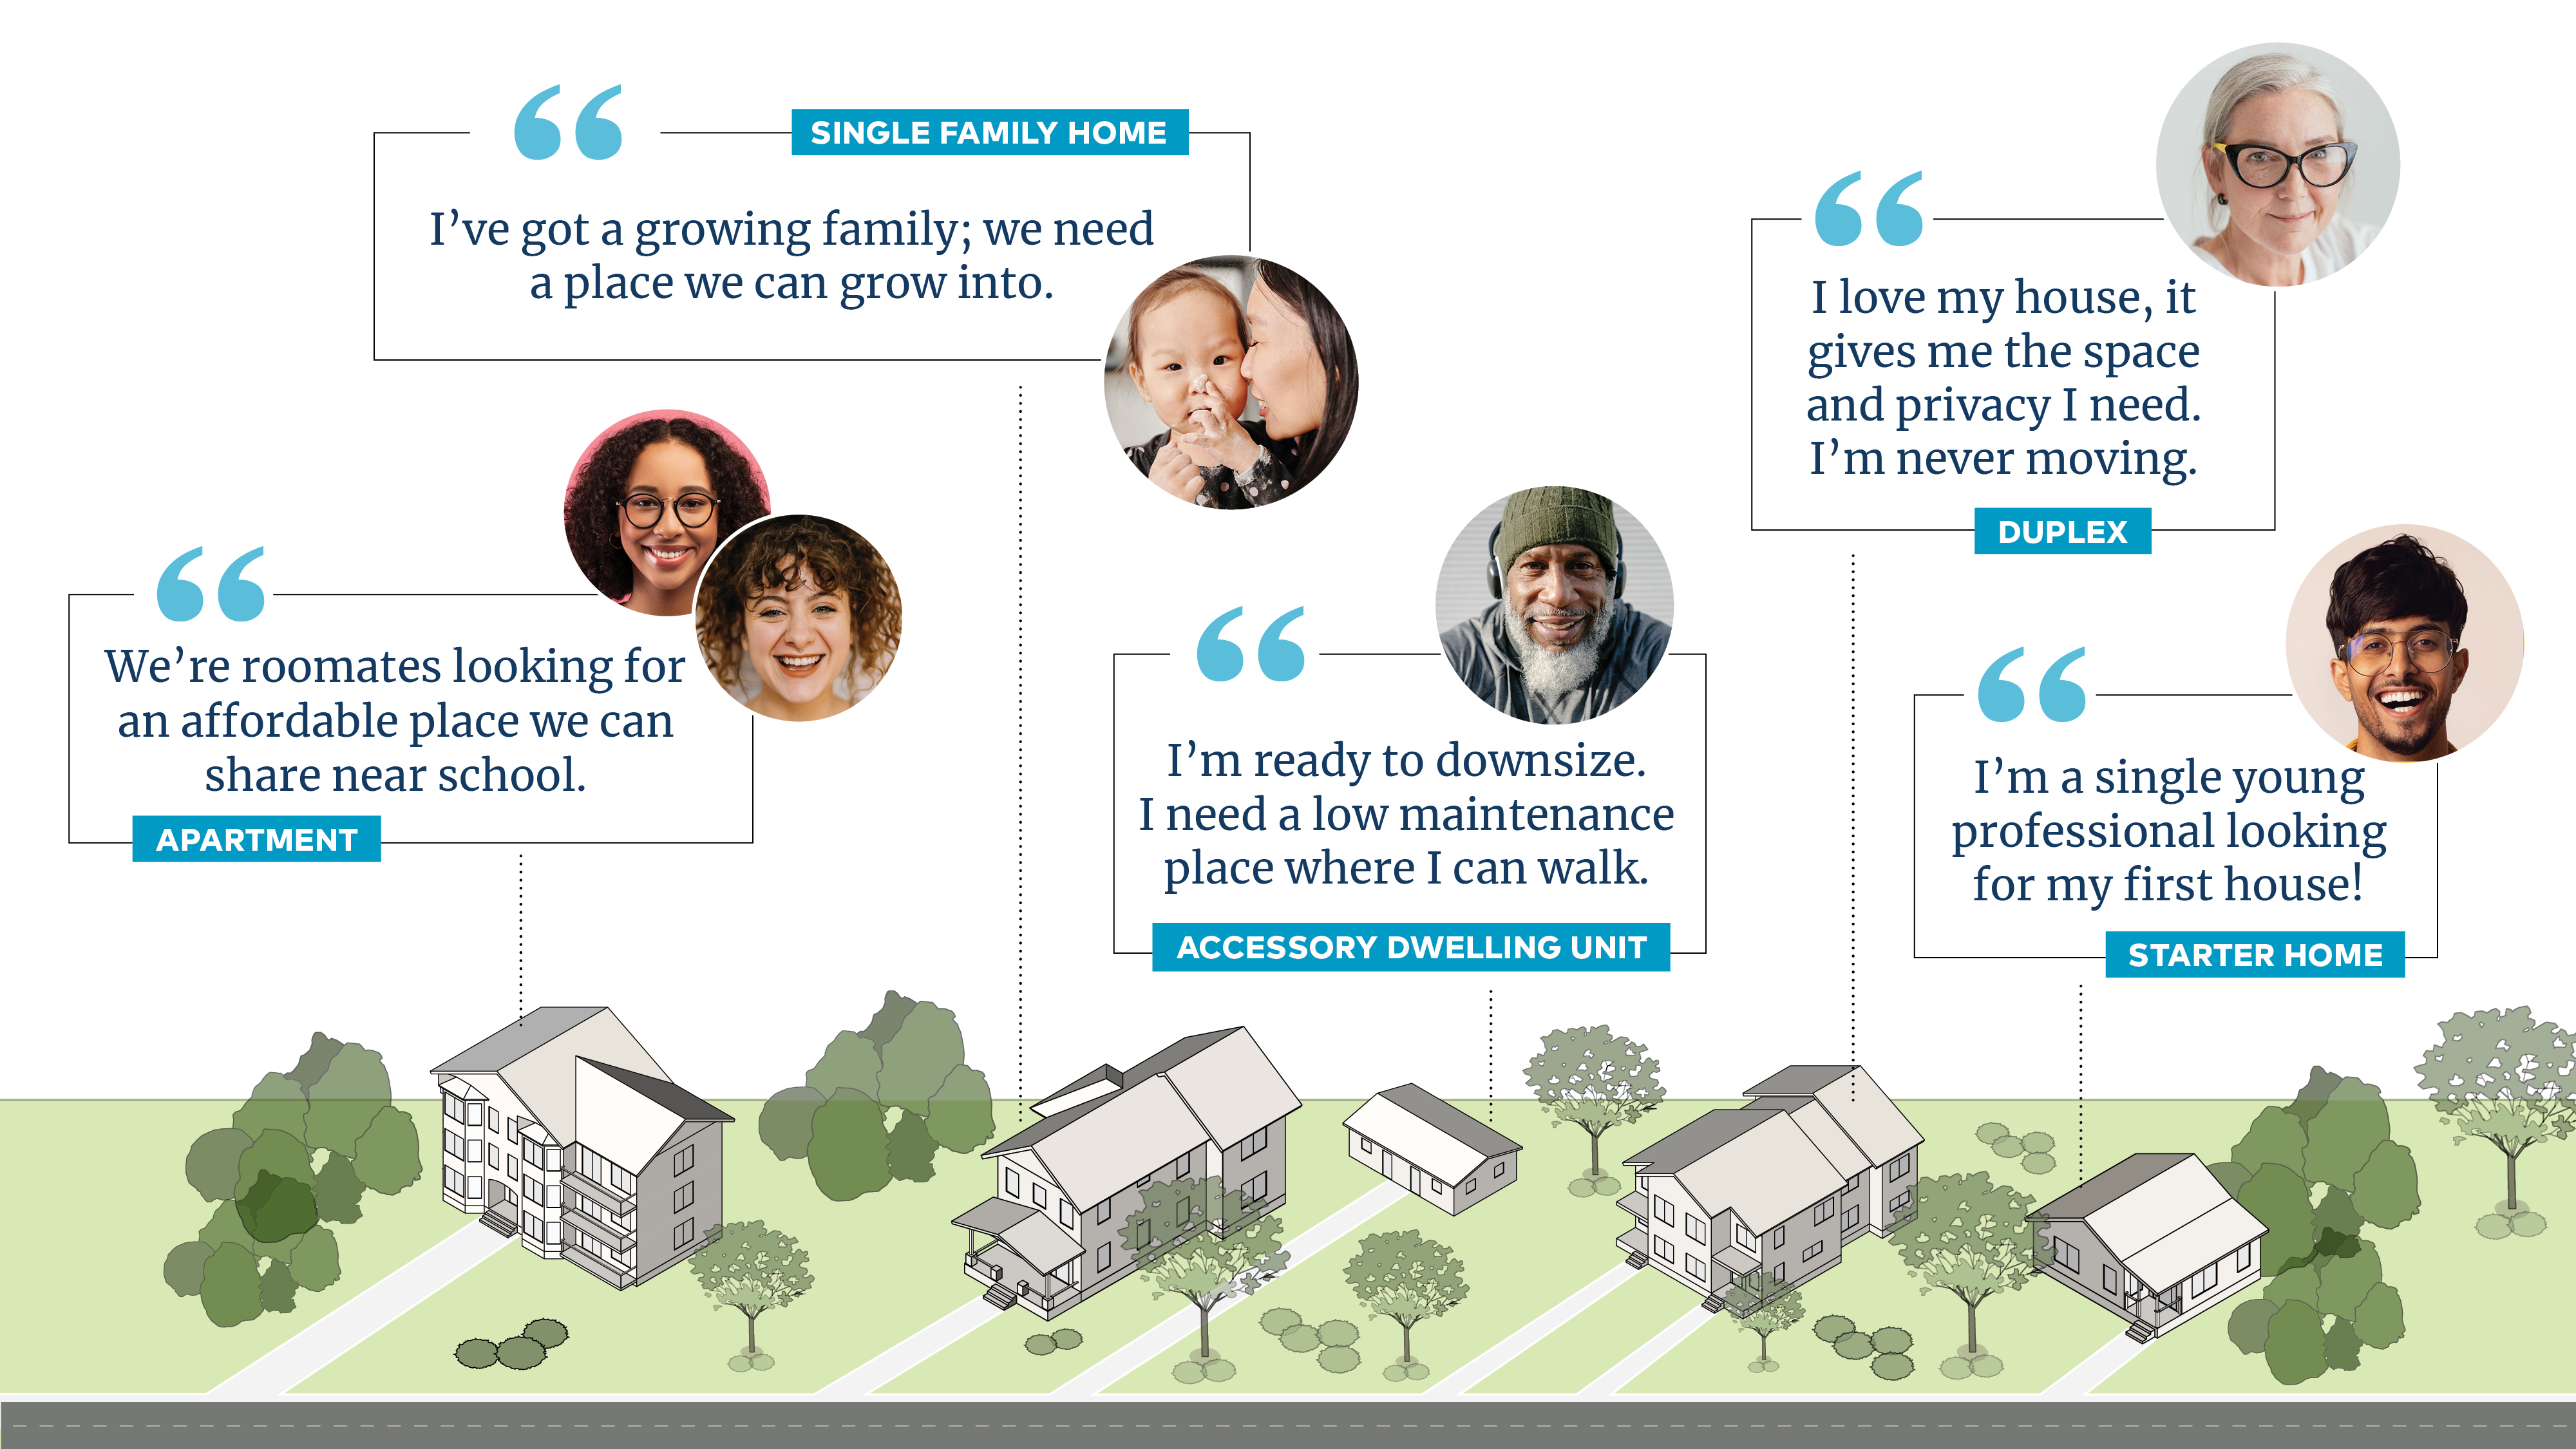 SINGLE FAMILY HOME
I’ve got a growing family; we need
a place we can grow into.
I love my house, it
gives me the space
and privacy I need.
I’m never moving.
DUPLEX
We’re roomates looking for
an affordable place we can
share near school.
APARTMENT
I’m ready to downsize.
I need a low maintenance
place where I can walk.
ACCESSORY DWELLING UNIT
I’m a single young
professional looking
for my first house!
STARTER HOME